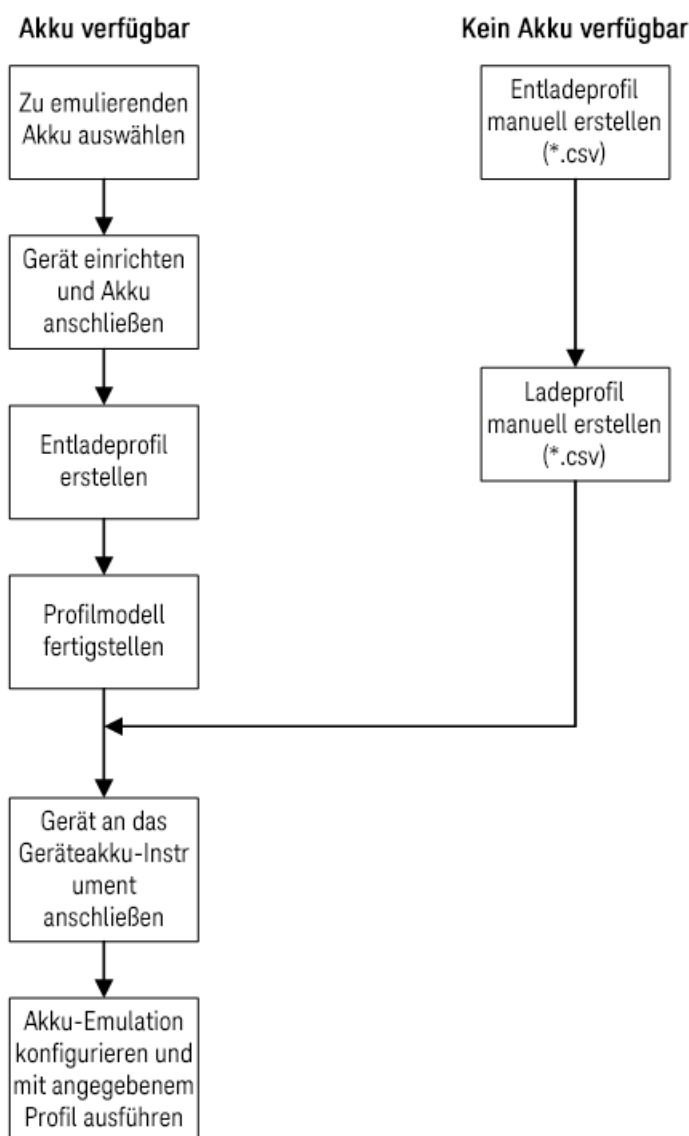 Akku verfügbar
Zu emulierenden
Akku auswählen
Gerät einrichten
und Akku
anschließen
Entladeprofil
erstellen
Profilmodell
fertigstellen
Kein Akku verfügbar
Entladeprofil
manuell erstellen
(*.csv)
Ladeprofil
manuell erstellen
(*.csv)
Gerät an das
Geräteakku-Instr
ument
anschließen
Akku-Emulation
konfigurieren und
mit angegebenem
Profil ausführen